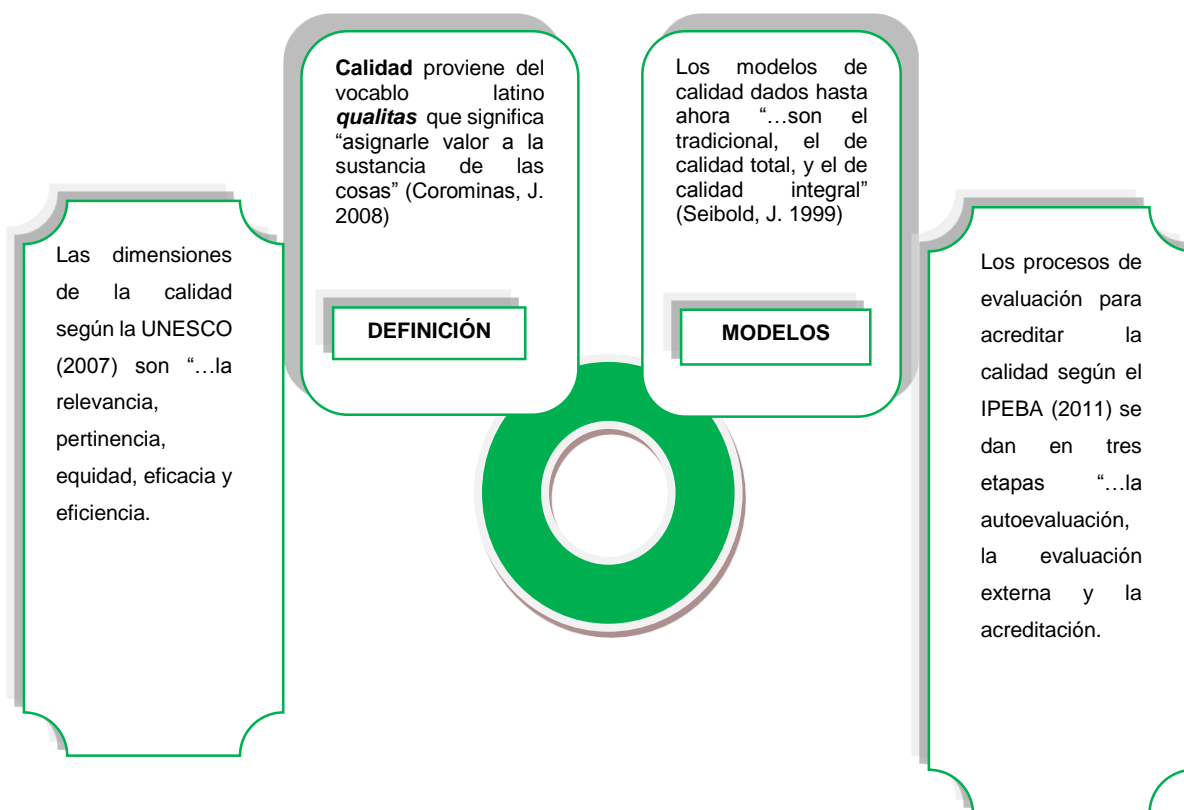 Calidad proviene del
vocablo latino
qualitas que significa
“asignarle valor a la
sustancia de las
cosas” (Corominas, J.
2008)
DEFINICIÓN
Los modelos de
calidad dados hasta
ahora “…son el
tradicional, el de
calidad total, y el de
calidad integral”
(Seibold, J. 1999)
MODELOS
Las dimensiones
de la calidad
según la UNESCO
(2007) son “…la
relevancia,
pertinencia,
equidad, eficacia y
eficiencia.
Los procesos de
evaluación para
acreditar la
calidad según el
IPEBA (2011) se
dan en tres
etapas “…la
autoevaluación,
la evaluación
externa y la
acreditación.